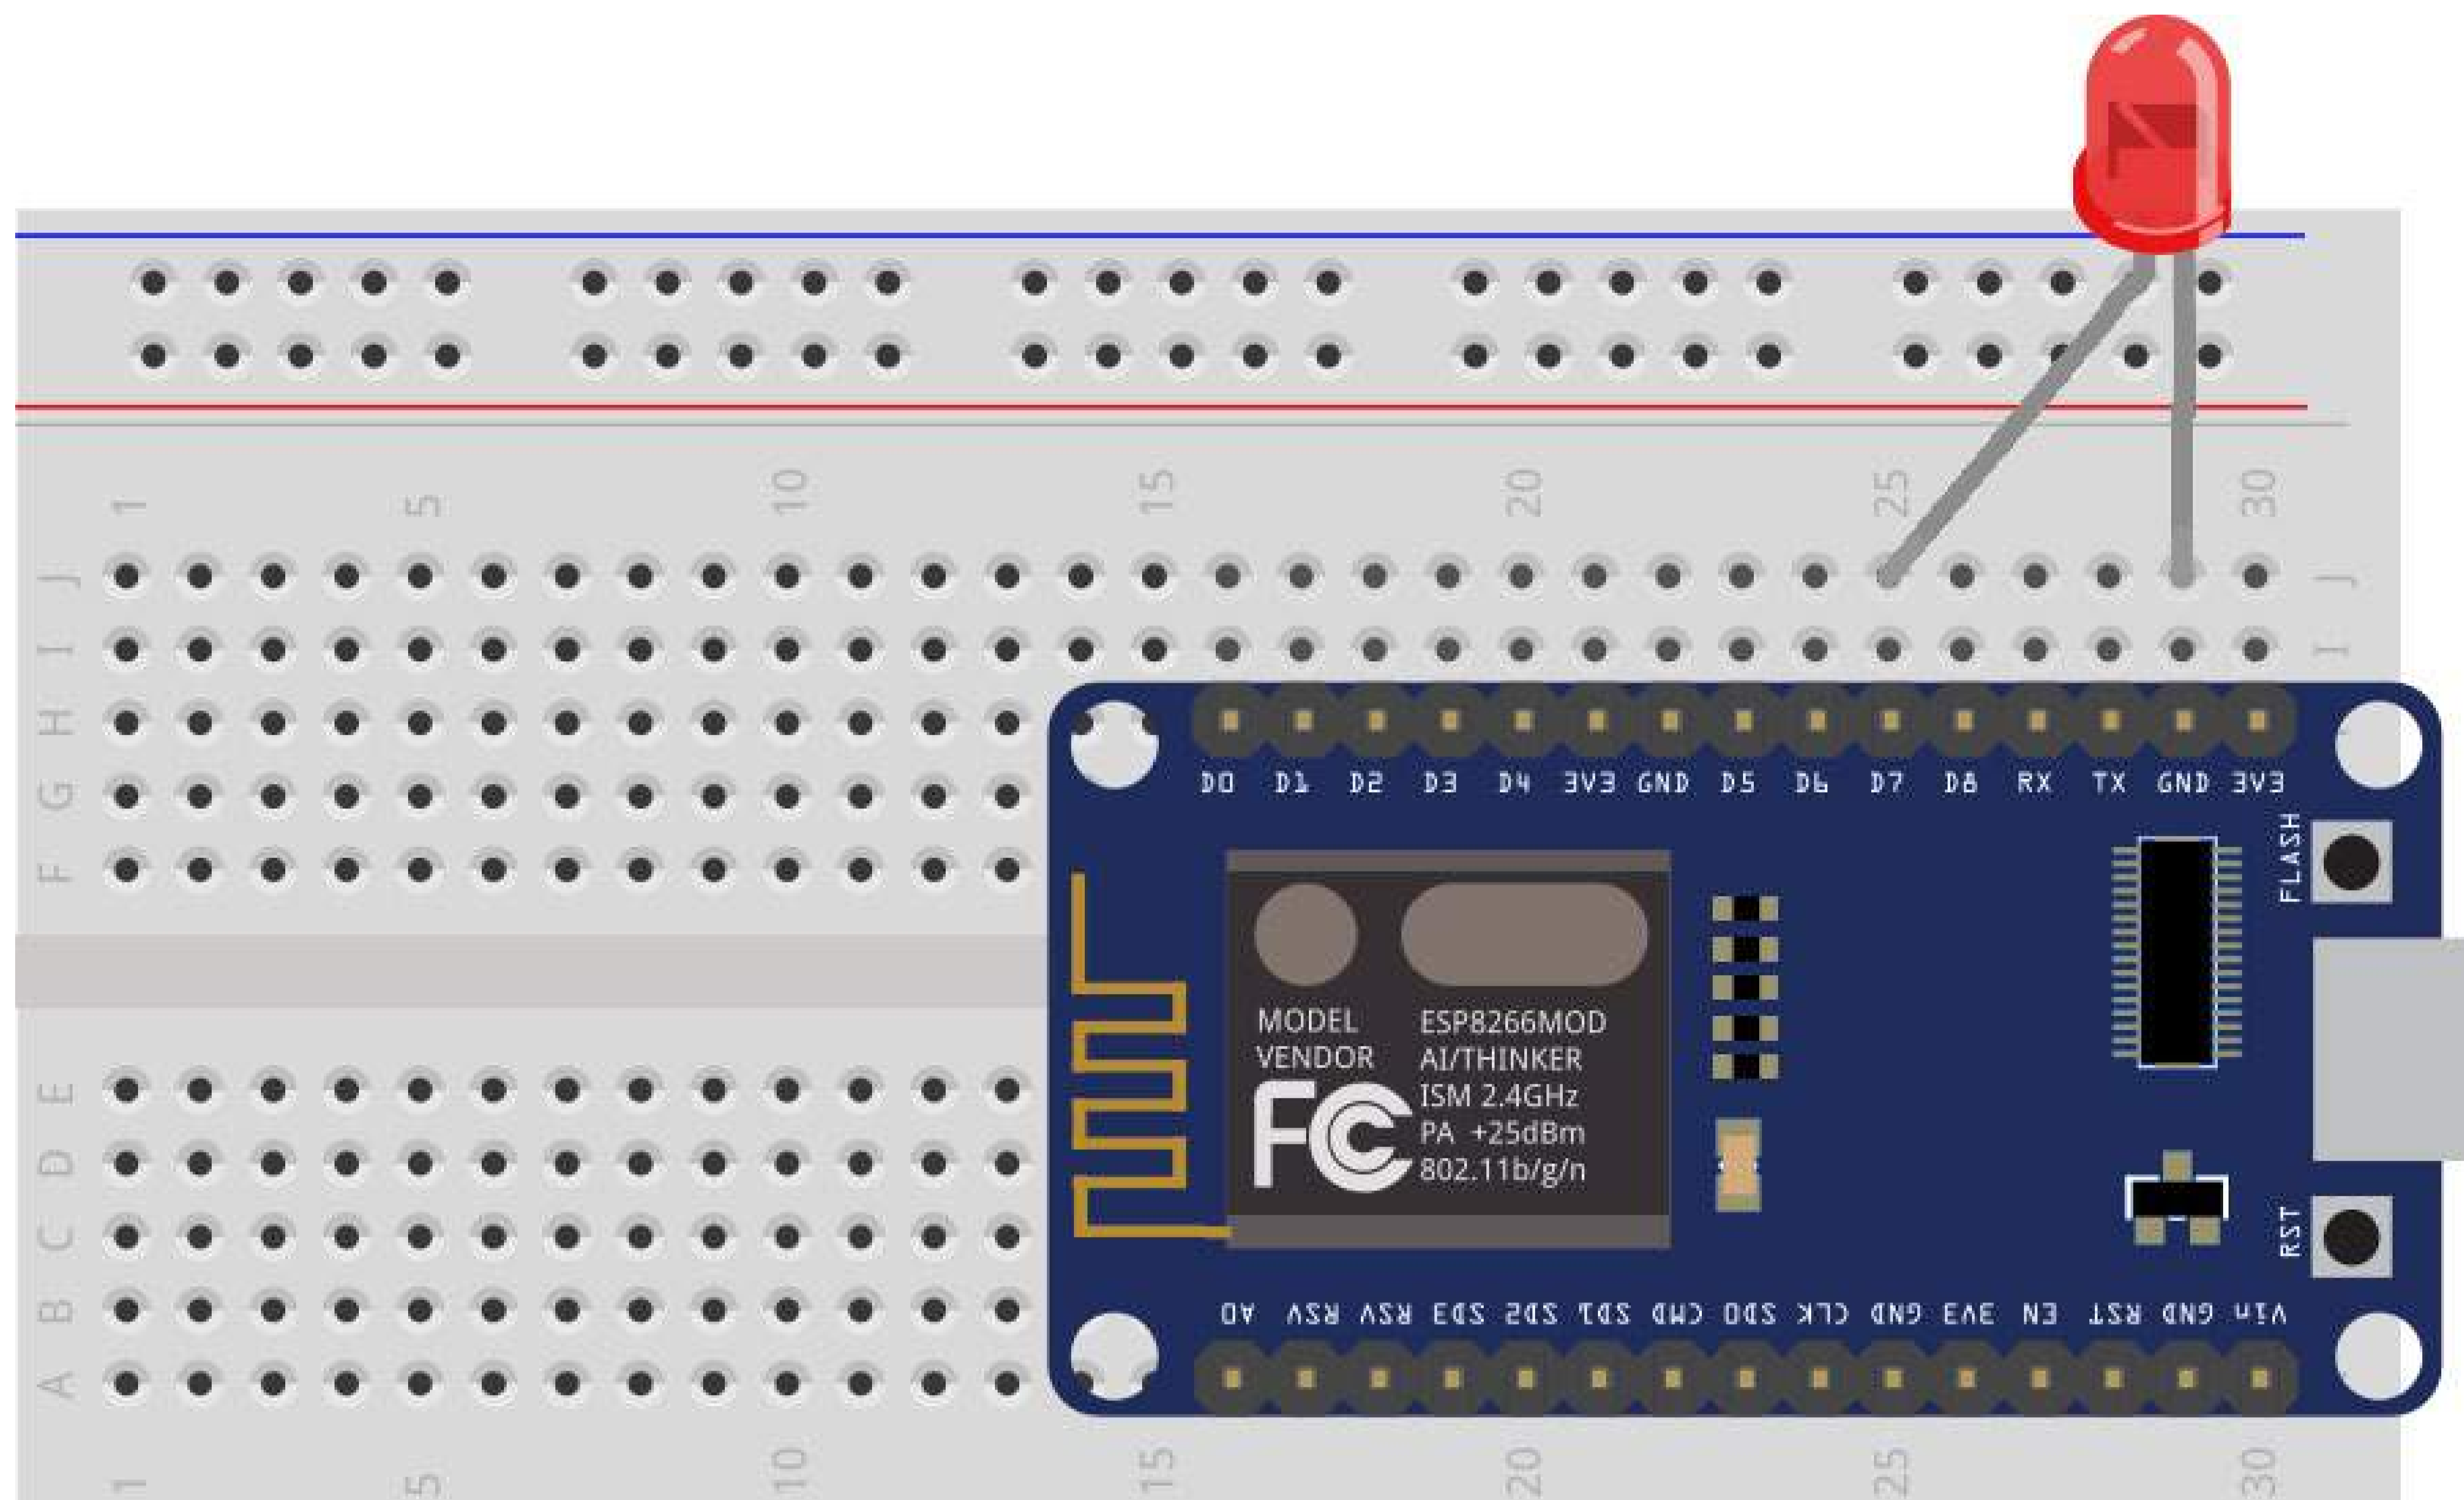 1 5 10 15 20 25 30
J J
I I
H
G
F
D0 D1 D2 D3 D4 3V3 GND D5 D6 D7 D8 RX TX GND 3V3
FLASH
MODEL ESP8266MOD
VENDOR AI/THINKER
ISM 2.4GHz
PA +25dBm
802.11b/g/n
FC
E
D
C
B
A
RST
A0 RSV RSV SD3 SD2 SD1 CMD SD0 CLK GND 3V3 EN RST GND Vin
1 5 10 15 20 25 30